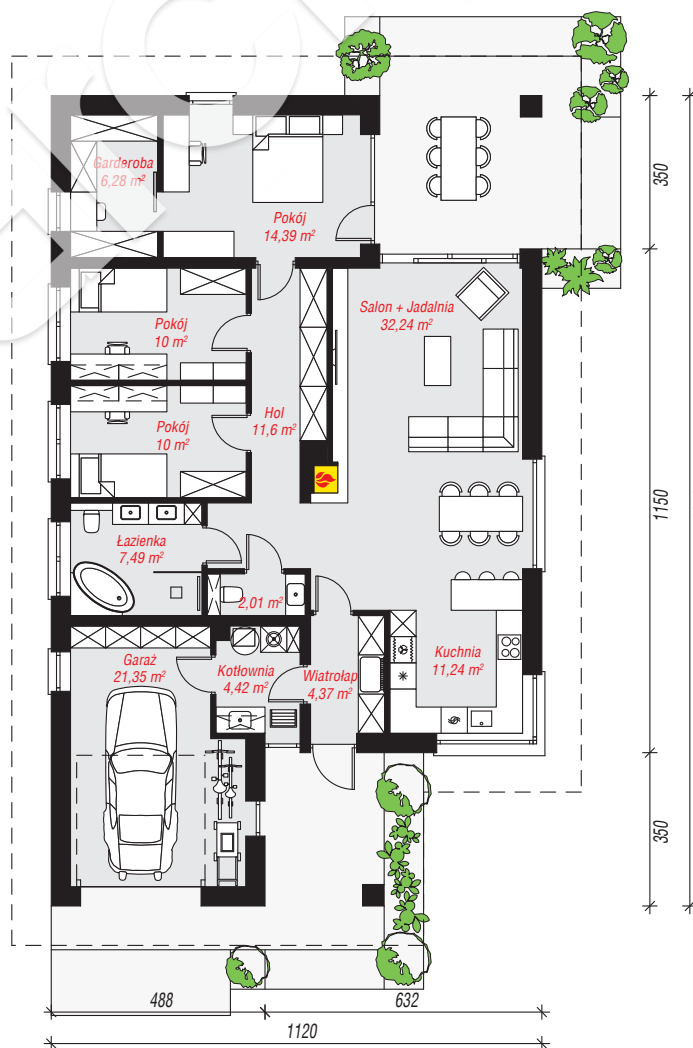 Garderoba
6,28 m²
Pokój
14,39 m²
350
Salon + Jadalnia
32,24 m²
Pokój
10 m²
Hol
11,6 m²
Pokój
10 m²
1150
Łazienka
7,49 m²
2,01 m²
Garaż
21,35 m²
Kotłownia
4,42 m²
Wiatrołap
4,37 m²
Kuchnia
11,24 m²
350
488
632
1120